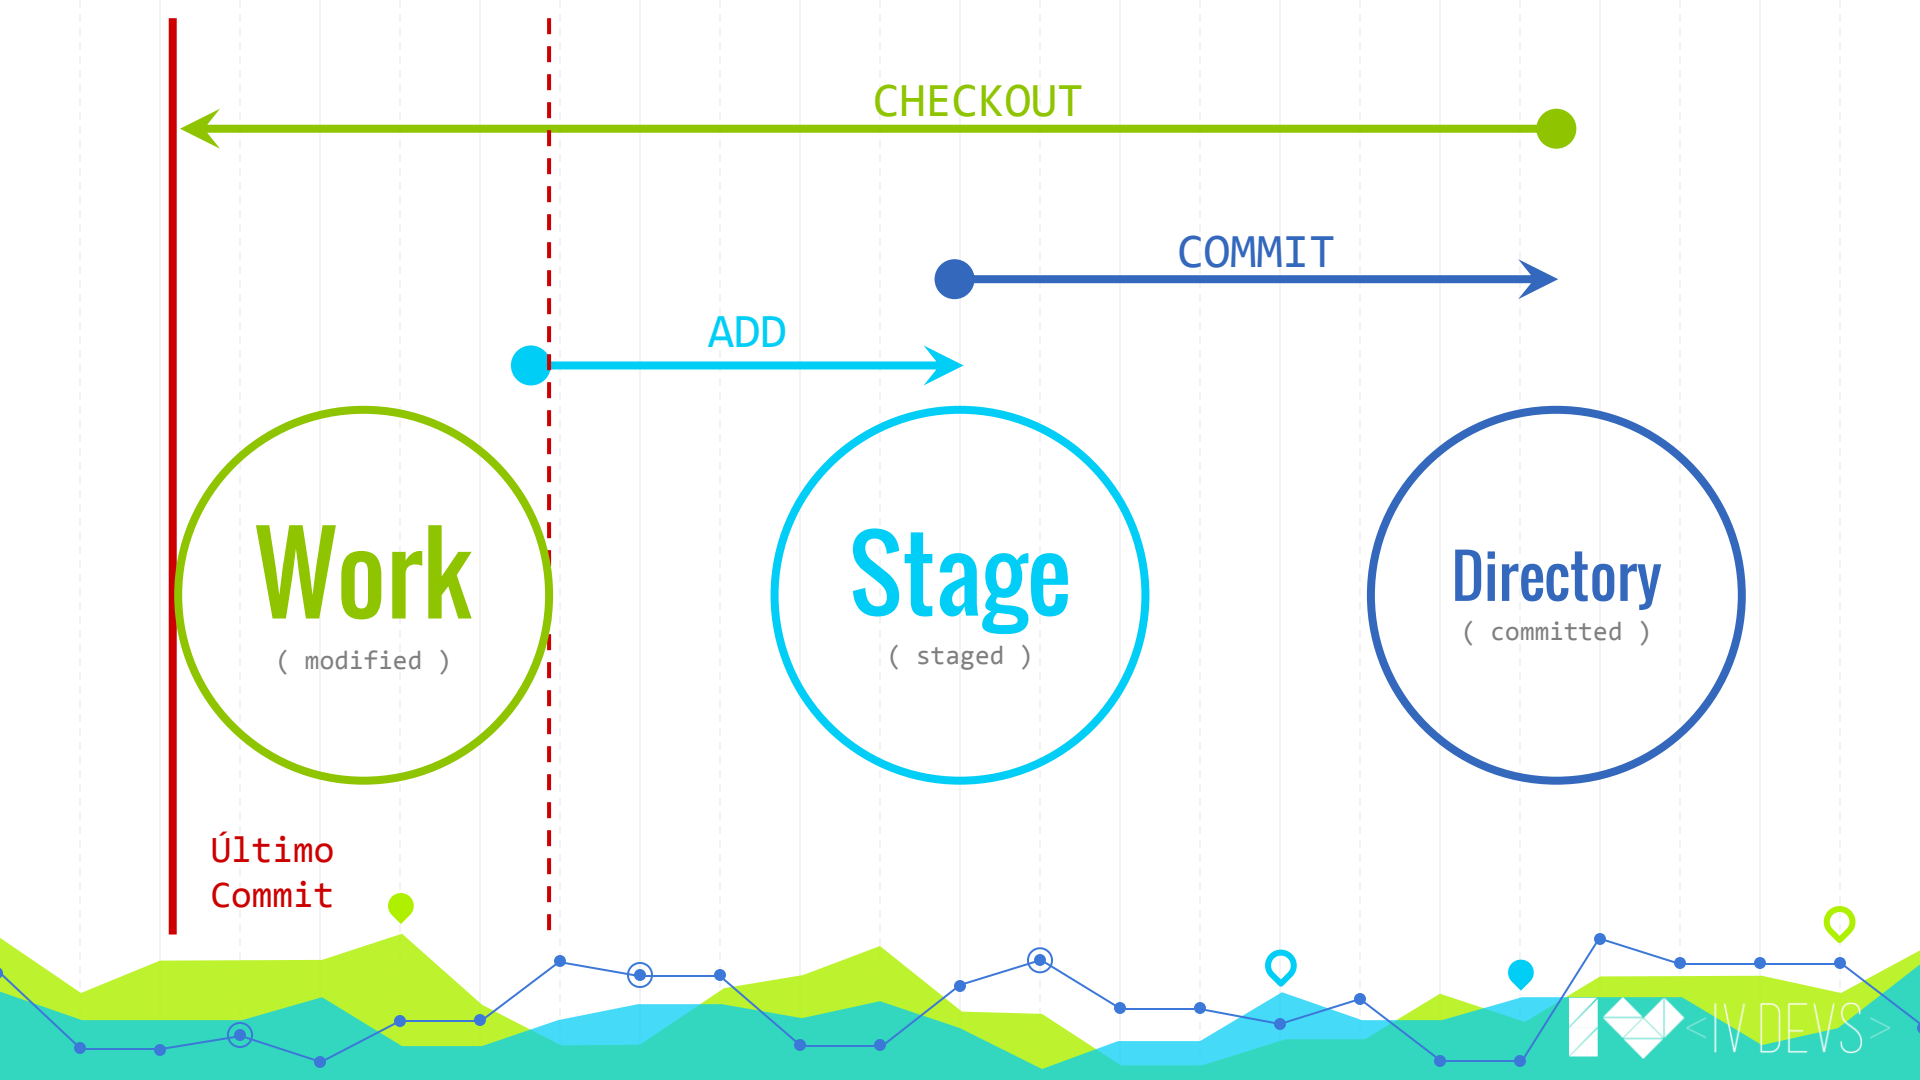 CHECKOUT
COMMIT
ADD
Work
( modified )
Stage
( staged )
Directory
( committed )
Último
Commit
<IV DEVS>